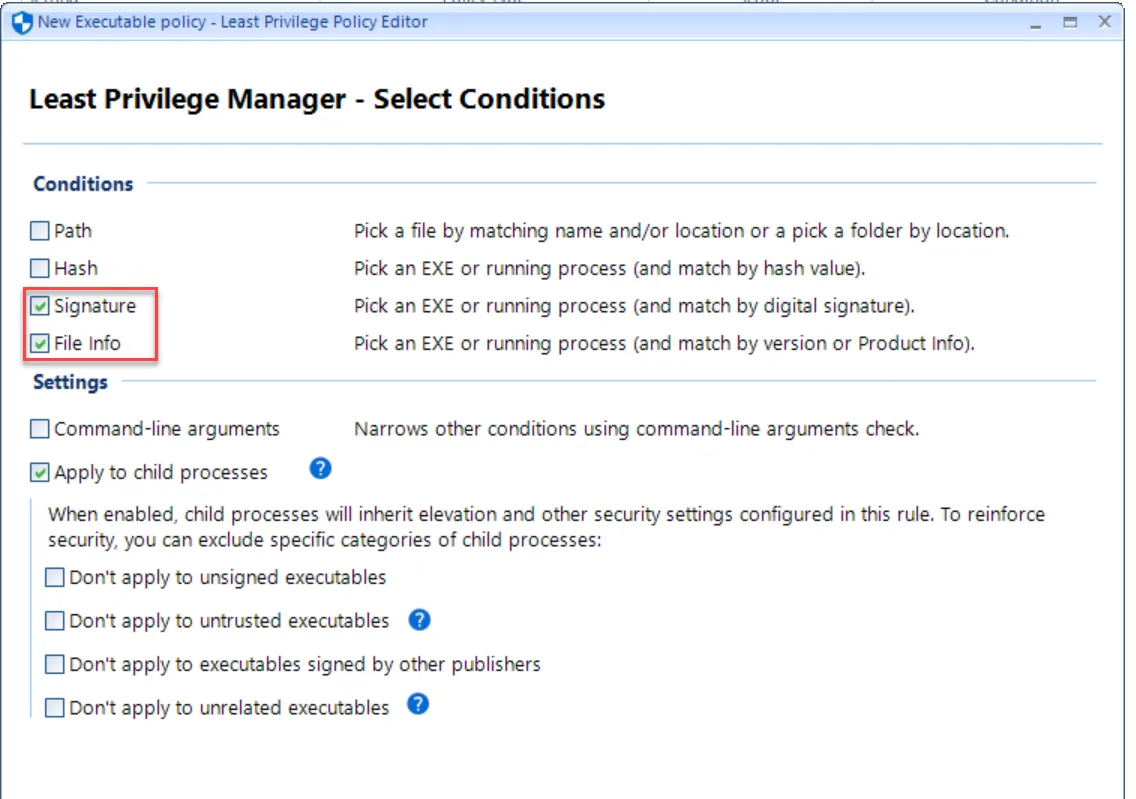 New Executable policy - Least Privilege Policy Editor
Least Privilege Manager - Select Conditions
Conditions
Path Pick a file by matching name and/or location or a pick a folder by location.
Hash Pick an EXE or running process (and match by hash value).
Signature Pick an EXE or running process (and match by digital signature).
File Info Pick an EXE or running process (and match by version or Product Info).
Settings
Command-line arguments Narrows other conditions using command-line arguments check.
Apply to child processes ?
When enabled, child processes will inherit elevation and other security settings configured in this rule. To reinforce
security, you can exclude specific categories of child processes:
Don't apply to unsigned executables
Don't apply to untrusted executables ?
Don't apply to executables signed by other publishers
Don't apply to unrelated executables ?